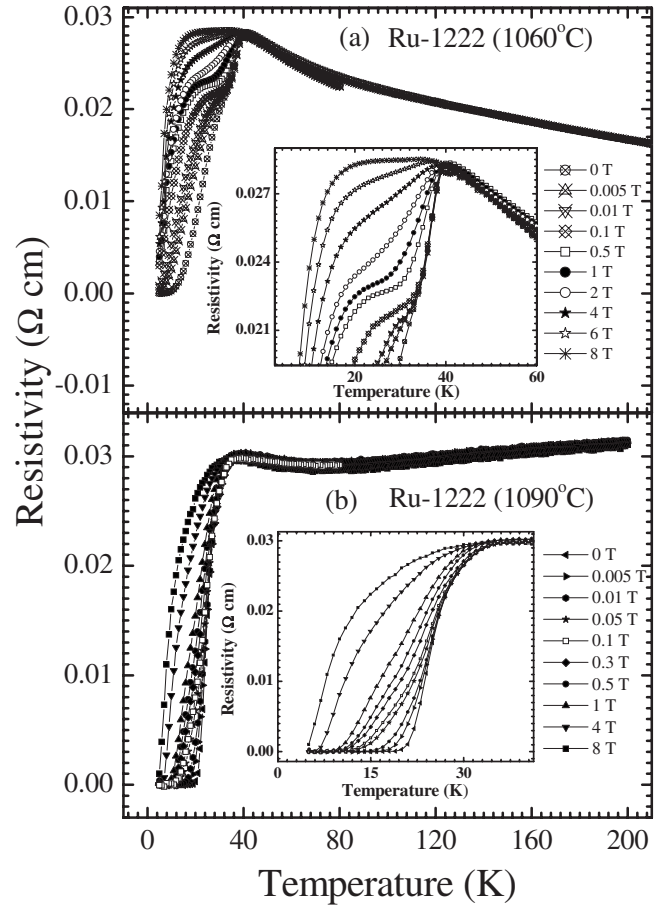 0.03
(a) Ru-1222 (1060°C)
0.02
0.01
0.00
-0.01
Resistivity (Ω cm)
0.027
0.024
0.021
Resistivity (Ω cm)
20 40 60
Temperature (K)
0 T
0.005 T
0.01 T
0.1 T
0.5 T
1 T
2 T
4 T
6 T
8 T
0.03
(b) Ru-1222 (1090°C)
0.02
0.01
0.00
0.03
0.02
0.01
0.00
Resistivity (Ω cm)
15 30
Temperature (K)
0 T
0.005 T
0.01 T
0.05 T
0.1 T
0.3 T
0.5 T
1 T
4 T
8 T
0 40 80 120 160 200
Temperature (K)